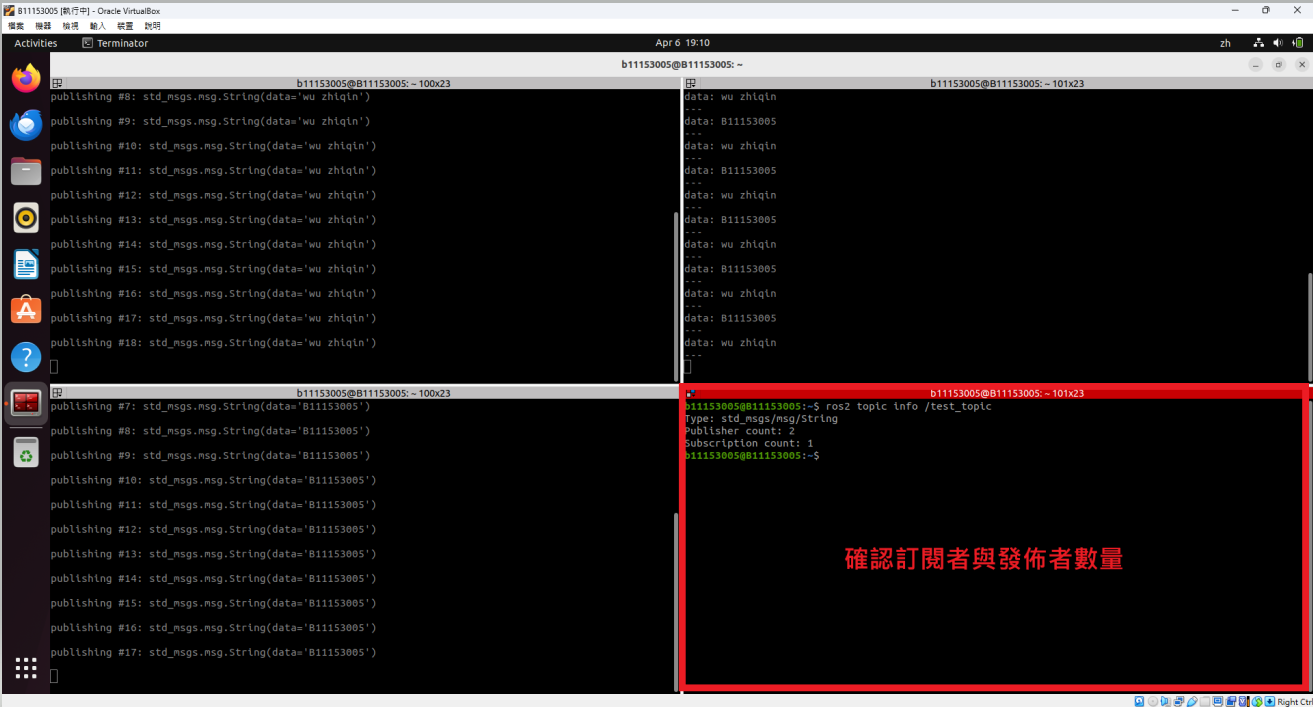 B11153005 [執行中] - Oracle VirtualBox
檔案 機器 檢視 輸入 裝置 說明
Activities Terminator Apr 6 19:10 zh
b11153005@B11153005: ~
b11153005@B11153005: ~ 100x23
publishing #8: std_msgs.msg.String(data='wu zhiqin')
publishing #9: std_msgs.msg.String(data='wu zhiqin')
publishing #10: std_msgs.msg.String(data='wu zhiqin')
publishing #11: std_msgs.msg.String(data='wu zhiqin')
publishing #12: std_msgs.msg.String(data='wu zhiqin')
publishing #13: std_msgs.msg.String(data='wu zhiqin')
publishing #14: std_msgs.msg.String(data='wu zhiqin')
publishing #15: std_msgs.msg.String(data='wu zhiqin')
publishing #16: std_msgs.msg.String(data='wu zhiqin')
publishing #17: std_msgs.msg.String(data='wu zhiqin')
publishing #18: std_msgs.msg.String(data='wu zhiqin')
b11153005@B11153005: ~ 101x23
data: wu zhiqin
---
data: B11153005
---
data: wu zhiqin
---
data: B11153005
---
data: wu zhiqin
---
data: B11153005
---
data: wu zhiqin
---
data: B11153005
---
data: wu zhiqin
---
data: B11153005
---
data: wu zhiqin
---
b11153005@B11153005: ~ 100x23
publishing #7: std_msgs.msg.String(data='B11153005')
publishing #8: std_msgs.msg.String(data='B11153005')
publishing #9: std_msgs.msg.String(data='B11153005')
publishing #10: std_msgs.msg.String(data='B11153005')
publishing #11: std_msgs.msg.String(data='B11153005')
publishing #12: std_msgs.msg.String(data='B11153005')
publishing #13: std_msgs.msg.String(data='B11153005')
publishing #14: std_msgs.msg.String(data='B11153005')
publishing #15: std_msgs.msg.String(data='B11153005')
publishing #16: std_msgs.msg.String(data='B11153005')
publishing #17: std_msgs.msg.String(data='B11153005')
b11153005@B11153005: ~ 101x23
b11153005@B11153005:~$ ros2 topic info /test_topic
Type: std_msgs/msg/String
Publisher count: 2
Subscription count: 1
b11153005@B11153005:~$
確認訂閱者與發佈者數量
Right Ctrl